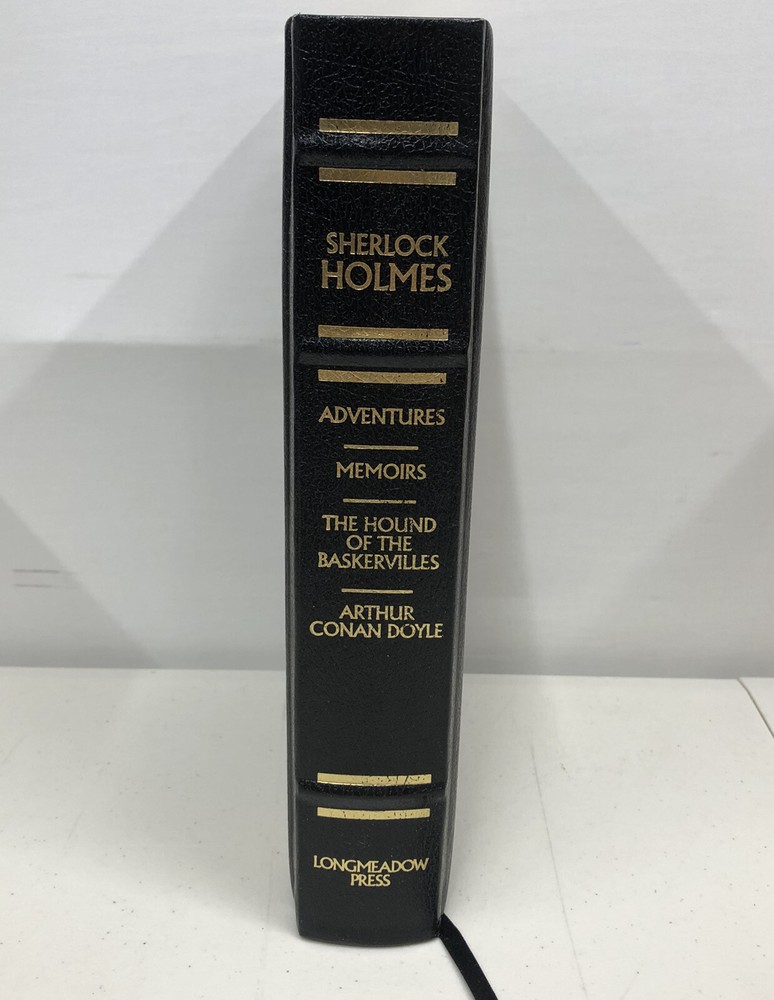 SHERLOCK
HOLMES
ADVENTURES
MEMOIRS
THE HOUND
OF THE
BASKERVILLES
ARTHUR
CONAN DOYLE
LONGMEADOW
PRESS